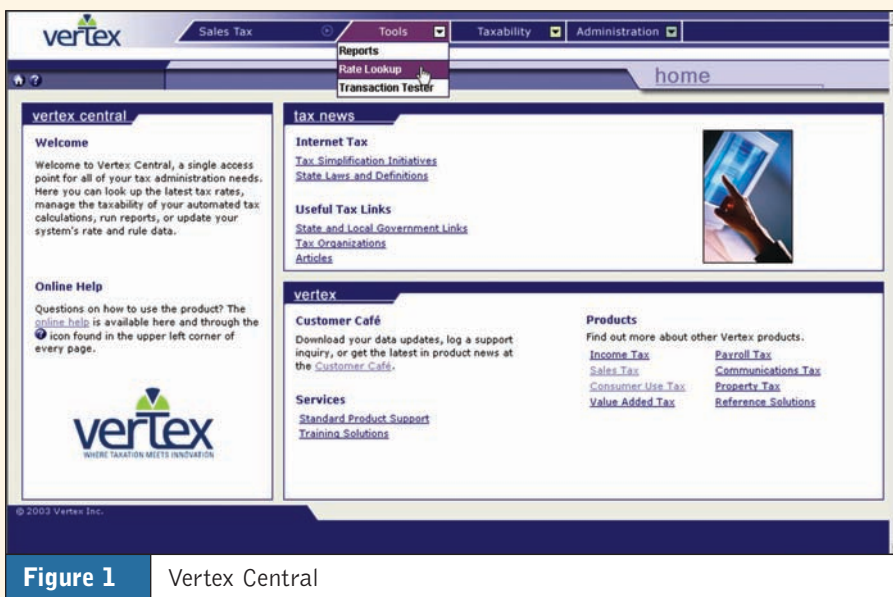 vertex
Sales Tax
Tools
Taxability
Administration
Reports
Rate Lookup
Transaction Tester
home
vertex central
Welcome
Welcome to Vertex Central, a single access
point for all of your tax administration needs.
Here you can look up the latest tax rates,
manage the taxability of your automated tax
calculations, run reports, or update your
system's rate and rule data.
Online Help
Questions on how to use the product? The
online help is available here and through the
? icon found in the upper left corner of
every page.
vertex
WHERE TAXATION MEETS INNOVATION
tax news
Internet Tax
Tax Simplification Initiatives
State Laws and Definitions
Useful Tax Links
State and Local Government Links
Tax Organizations
Articles
vertex
Customer Café
Download your data updates, log a support
inquiry, or get the latest in product news at
the Customer Café.
Services
Standard Product Support
Training Solutions
Products
Find out more about other Vertex products.
Income Tax
Payroll Tax
Sales Tax
Communications Tax
Consumer Use Tax
Property Tax
Value Added Tax
Reference Solutions
© 2003 Vertex Inc.
Figure 1 Vertex Central